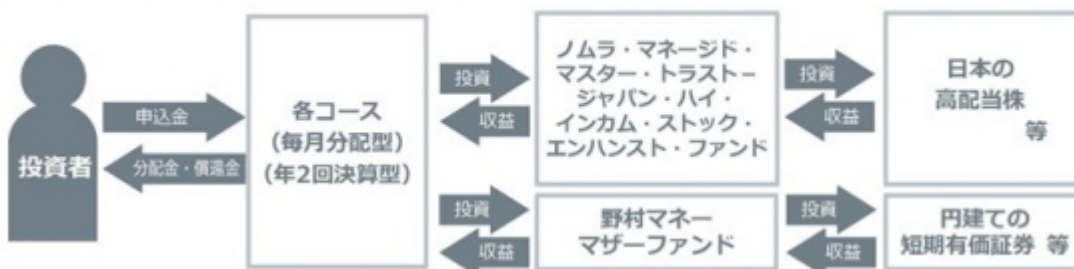 投資者
申込金
分配金・償還金
各コース
(毎月分配型)
(年2回決算型)
投資
収益
ノムラ・マネージド・
マスター・トラスト－
ジャパン・ハイ・
インカム・ストック・
エンハンスト・ファンド
投資
収益
日本の
高配当株
等
投資
収益
野村マネー
マザーファンド
投資
収益
円建ての
短期有価証券 等